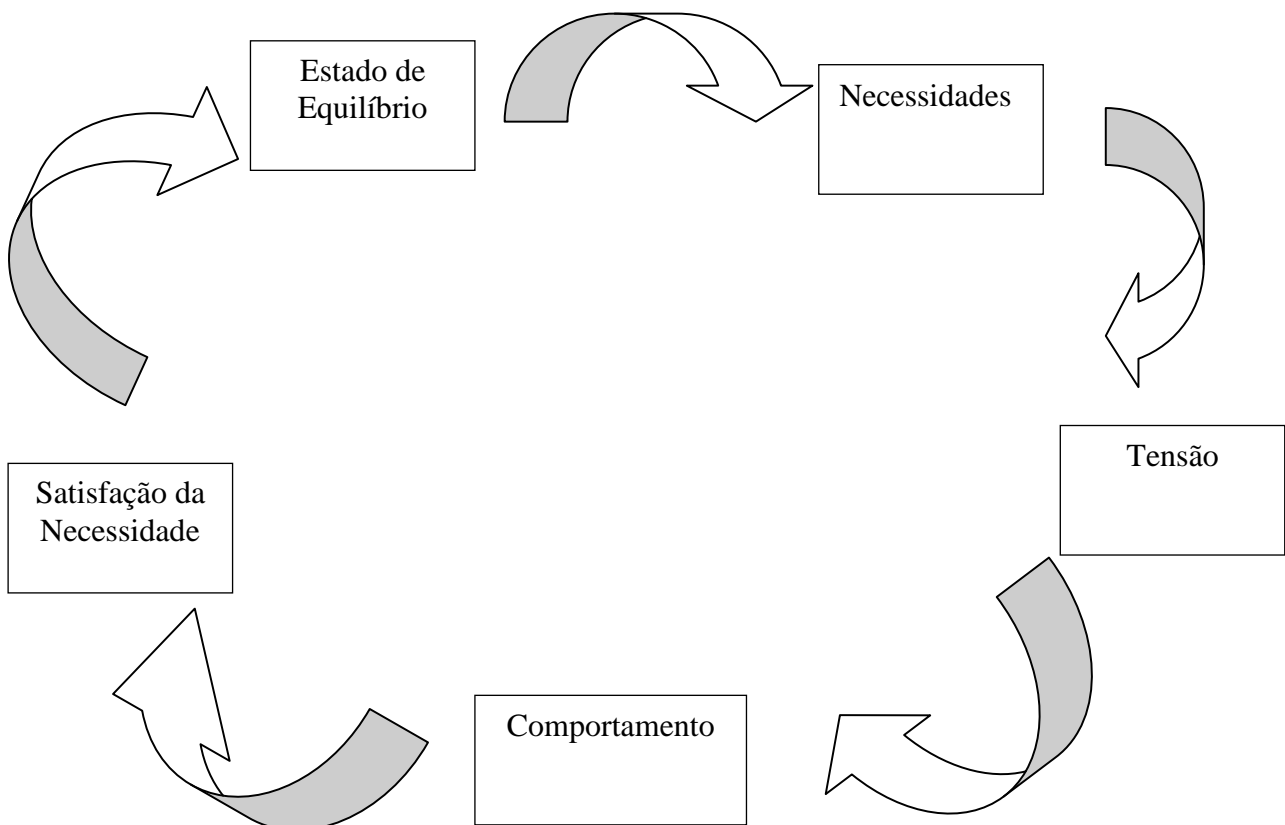 Estado de
Equilíbrio
Necessidades
Tensão
Comportamento
Satisfação da
Necessidade